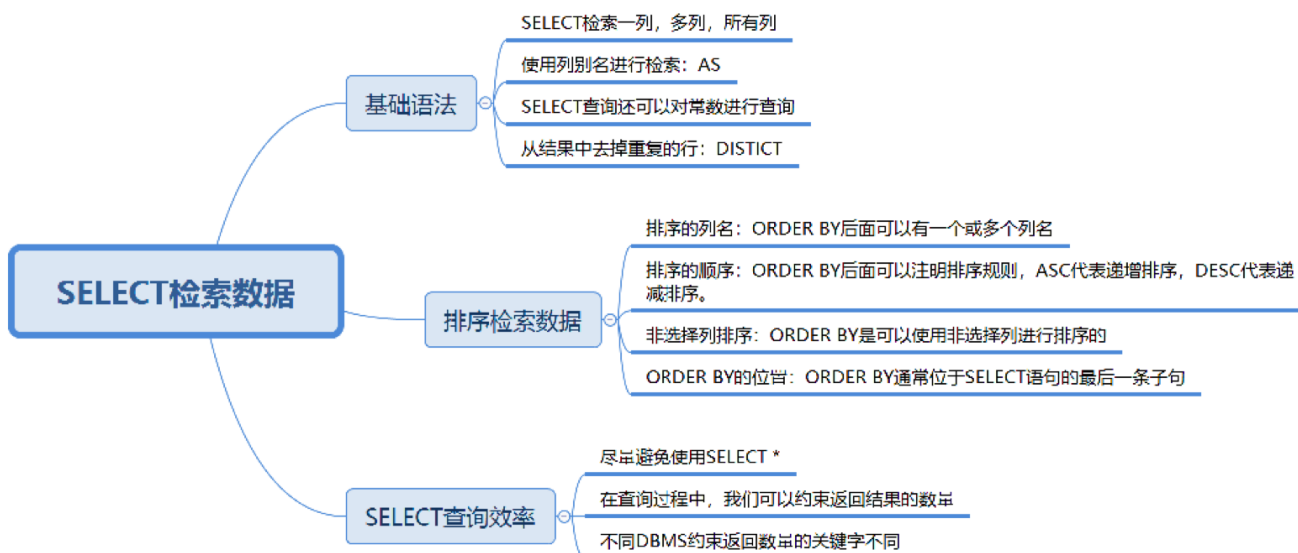 SELECT检索一列，多列，所有列
使用列别名进行检索：AS
基础语法
SELECT查询还可以对常数进行查询
从结果中去掉重复的行：DISTICT
排序的列名：ORDER BY后面可以有一个或多个列名
排序的顺序：ORDER BY后面可以注明排序规则，ASC代表递增排序，DESC代表递
减排序。
SELECT检索数据
排序检索数据
非选择列排序：ORDER BY是可以使用非选择列进行排序的
ORDER BY的位置：ORDER BY通常位于SELECT语句的最后一条子句
尽量避免使用SELECT *
SELECT查询效率
在查询过程中，我们可以约束返回结果的数量
不同DBMS约束返回数量的关键字不同